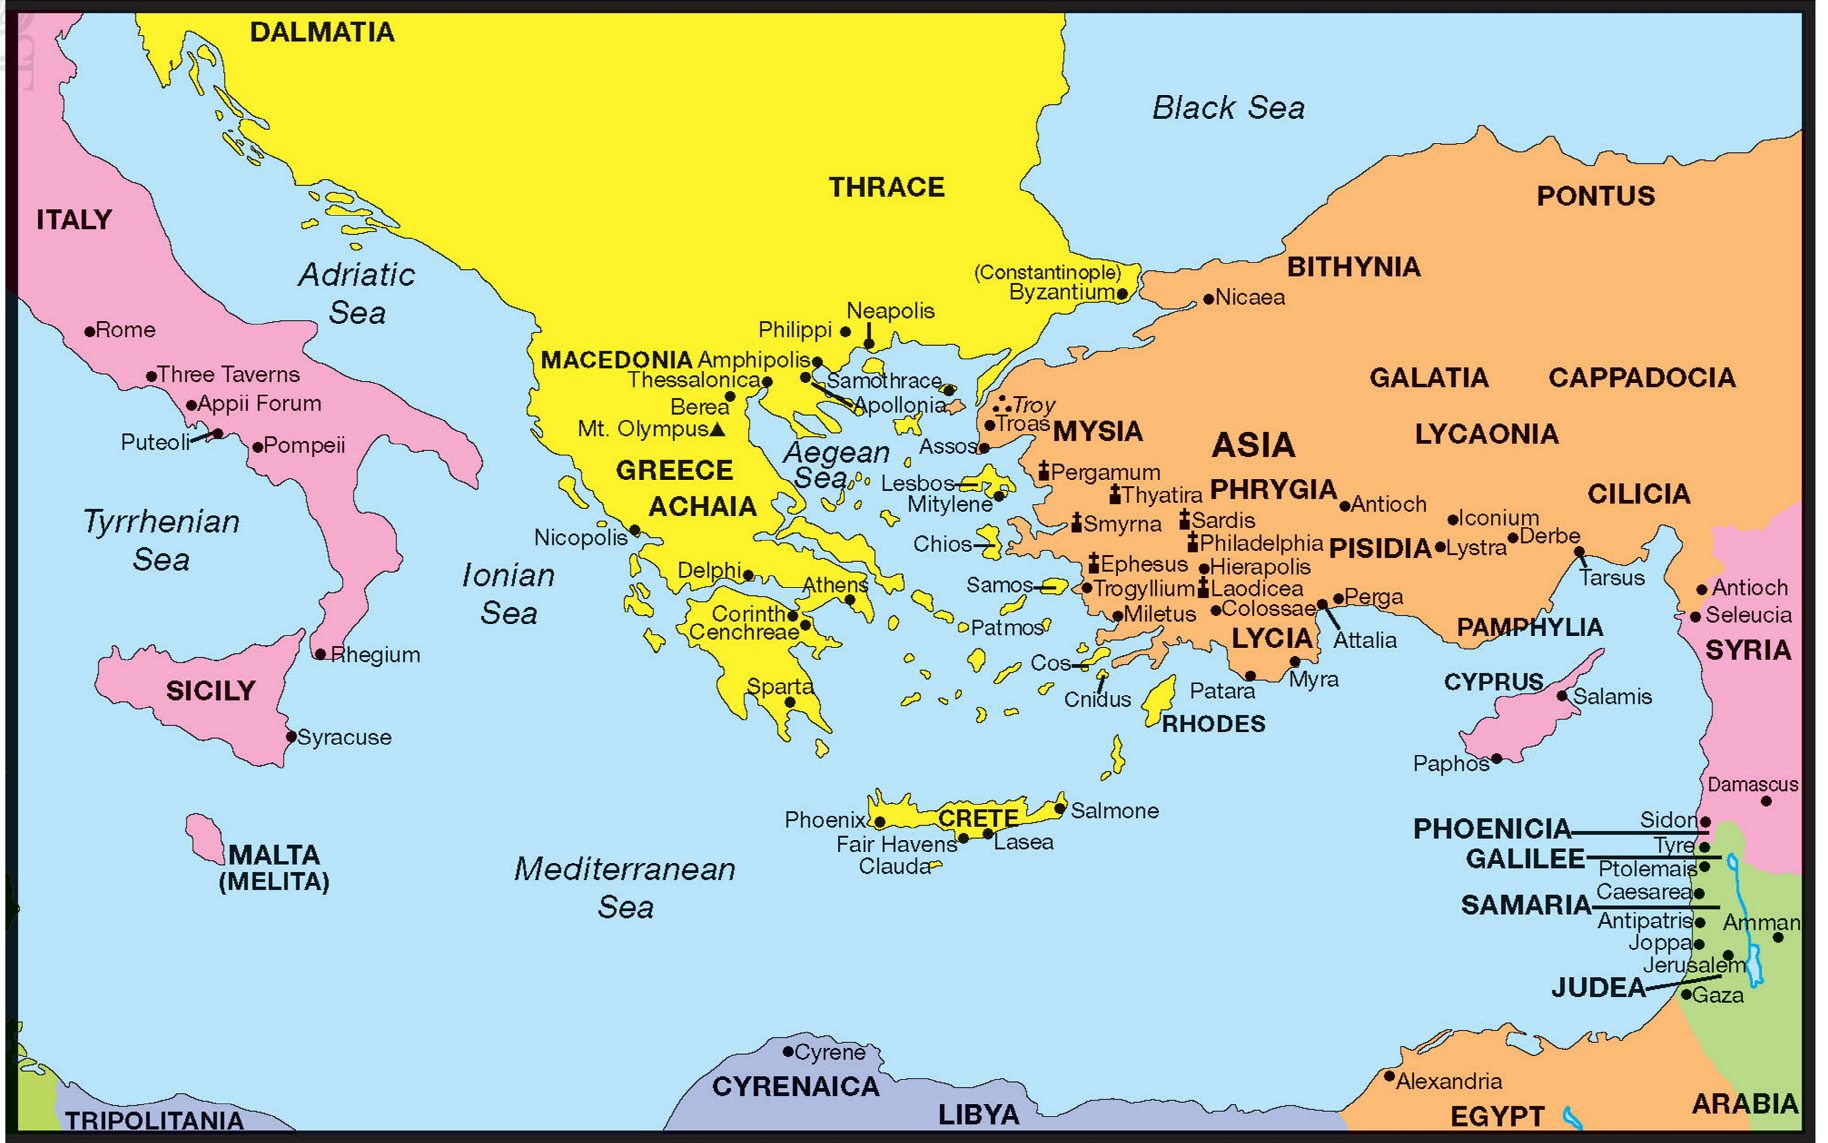 DALMATIA
Black Sea
THRACE
PONTUS
ITALY
BITHYNIA
Adriatic
Sea
(Constantinople)
Byzantium
Nicaea
Neapolis
Philippi
Rome
MACEDONIA
Amphipolis
Thessalonica
Samothrace
Apollonia
Berea
Mt. Olympus
Three Taverns
Appii Forum
Puteoli
Pompeii
GALATIA
CAPPADOCIA
Troy
Troas
MYSIA
ASIA
LYCAONIA
Assos
Aegean
Sea
GREECE
ACHAIA
Lesbos
Mitylene
Pergamum
Thyatira
PHRYGIA
Antioch
CILICIA
Tyrrhenian
Sea
Nicopolis
Smyrna
Sardis
Iconium
Chios
Philadelphia
PISIDIA
Lystra
Derbe
Ionian
Sea
Delphi
Athens
Ephesus
Hierapolis
Tarsus
Samos
Trogyllium
Laodicea
Perga
Antioch
Corinth
Cenchreae
Patmos
Miletus
Colossae
Attalia
Seleucia
PAMPHYLIA
LYCIA
SYRIA
Rhegium
Cos
Cnidus
Patara
Myra
CYPRUS
Salamis
SICILY
Sparta
RHODES
Syracuse
Paphos
Damascus
Phoenix
CRETE
Salmone
Fair Havens
Lasea
Clauda
PHOENICIA
Sidon
Tyre
GALILEE
Ptolemais
MALTA
(MELITA)
Mediterranean
Sea
Caesarea
SAMARIA
Antipatris
Amman
Joppa
Jerusalem
JUDEA
Gaza
Cyrene
CYRENAICA
Alexandria
TRIPOLITANIA
LIBYA
EGYPT
ARABIA